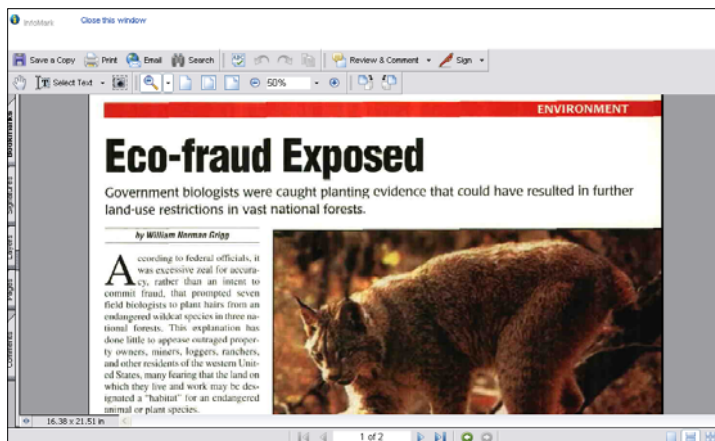 InfoMark Close this window
Save a Copy Print Email Search Review & Comment Sign
Select Text 50%
Bookmarks
Signatures
Layers
Pages
Comments
ENVIRONMENT
Eco-fraud Exposed
Government biologists were caught planting evidence that could have resulted in further
land-use restrictions in vast national forests.
by William Norman Grigg
According to federal officials, it
was excessive zeal for accura-
cy, rather than an intent to
commit fraud, that prompted seven
field biologists to plant hairs from an
endangered wildcat species in three na-
tional forests. This explanation has
done little to appease outraged proper-
ty owners, miners, loggers, ranchers,
and other residents of the western Unit-
ed States, many fearing that the land on
which they live and work may be des-
ignated a "habitat" for an endangered
animal or plant species.
16.38 x 21.51 in
1 of 2